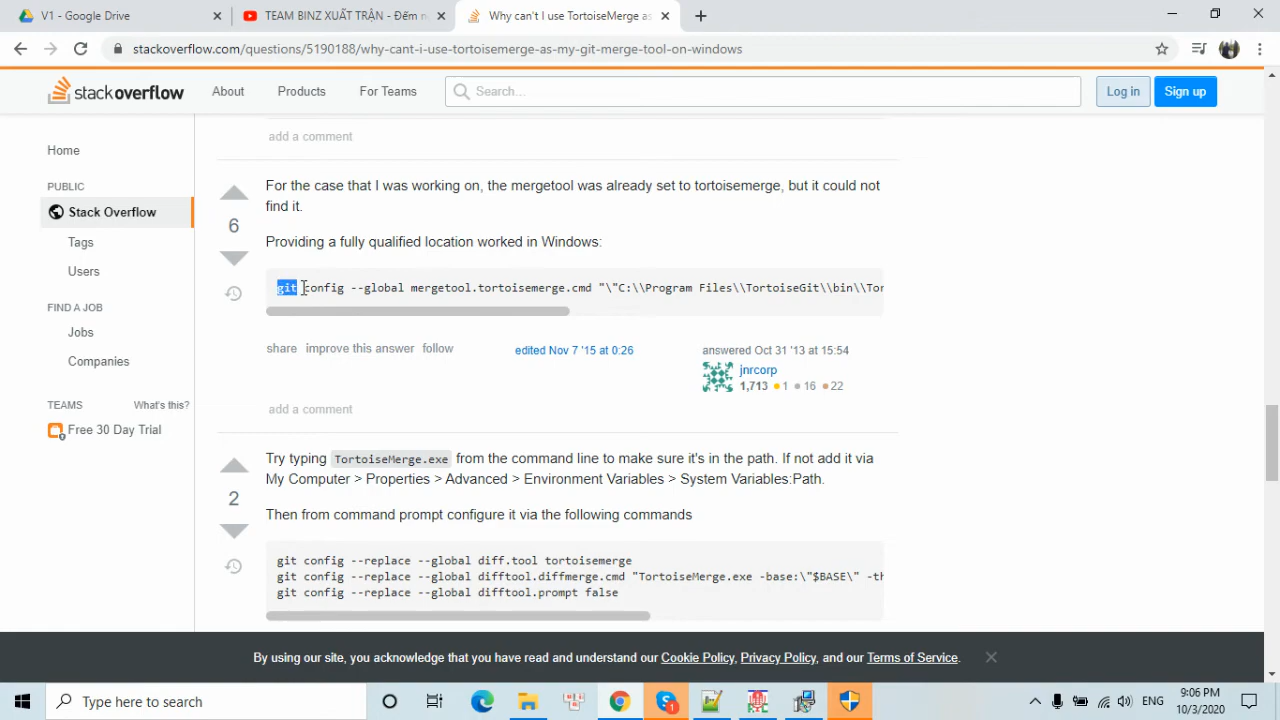 V1 - Google Drive
TEAM BINZ XUẤT TRẬN - Đếm n
Why can't I use TortoiseMerge as
stackoverflow.com/questions/5190188/why-cant-i-use-tortoisemerge-as-my-git-merge-tool-on-windows
stackoverflow
About
Products
For Teams
Search...
Log in
Sign up
add a comment
Home
PUBLIC
Stack Overflow
Tags
Users
FIND A JOB
Jobs
Companies
TEAMS
What's this?
Free 30 Day Trial
For the case that I was working on, the mergetool was already set to tortoisemerge, but it could not
find it.
6
Providing a fully qualified location worked in Windows:
git config --global mergetool.tortoisemerge.cmd "\"C:\\Program Files\\TortoiseGit\\bin\\Tor
share improve this answer follow
edited Nov 7 '15 at 0:26
answered Oct 31 '13 at 15:54
jnrcorp
1,713 1 16 22
add a comment
Try typing TortoiseMerge.exe from the command line to make sure it's in the path. If not add it via
My Computer > Properties > Advanced > Environment Variables > System Variables:Path.
2
Then from command prompt configure it via the following commands
git config --replace --global diff.tool tortoisemerge
git config --replace --global difftool.diffmerge.cmd "TortoiseMerge.exe -base:\"$BASE\" -th
git config --replace --global difftool.prompt false
By using our site, you acknowledge that you have read and understand our Cookie Policy, Privacy Policy, and our Terms of Service.
Type here to search
ENG
9:06 PM
10/3/2020